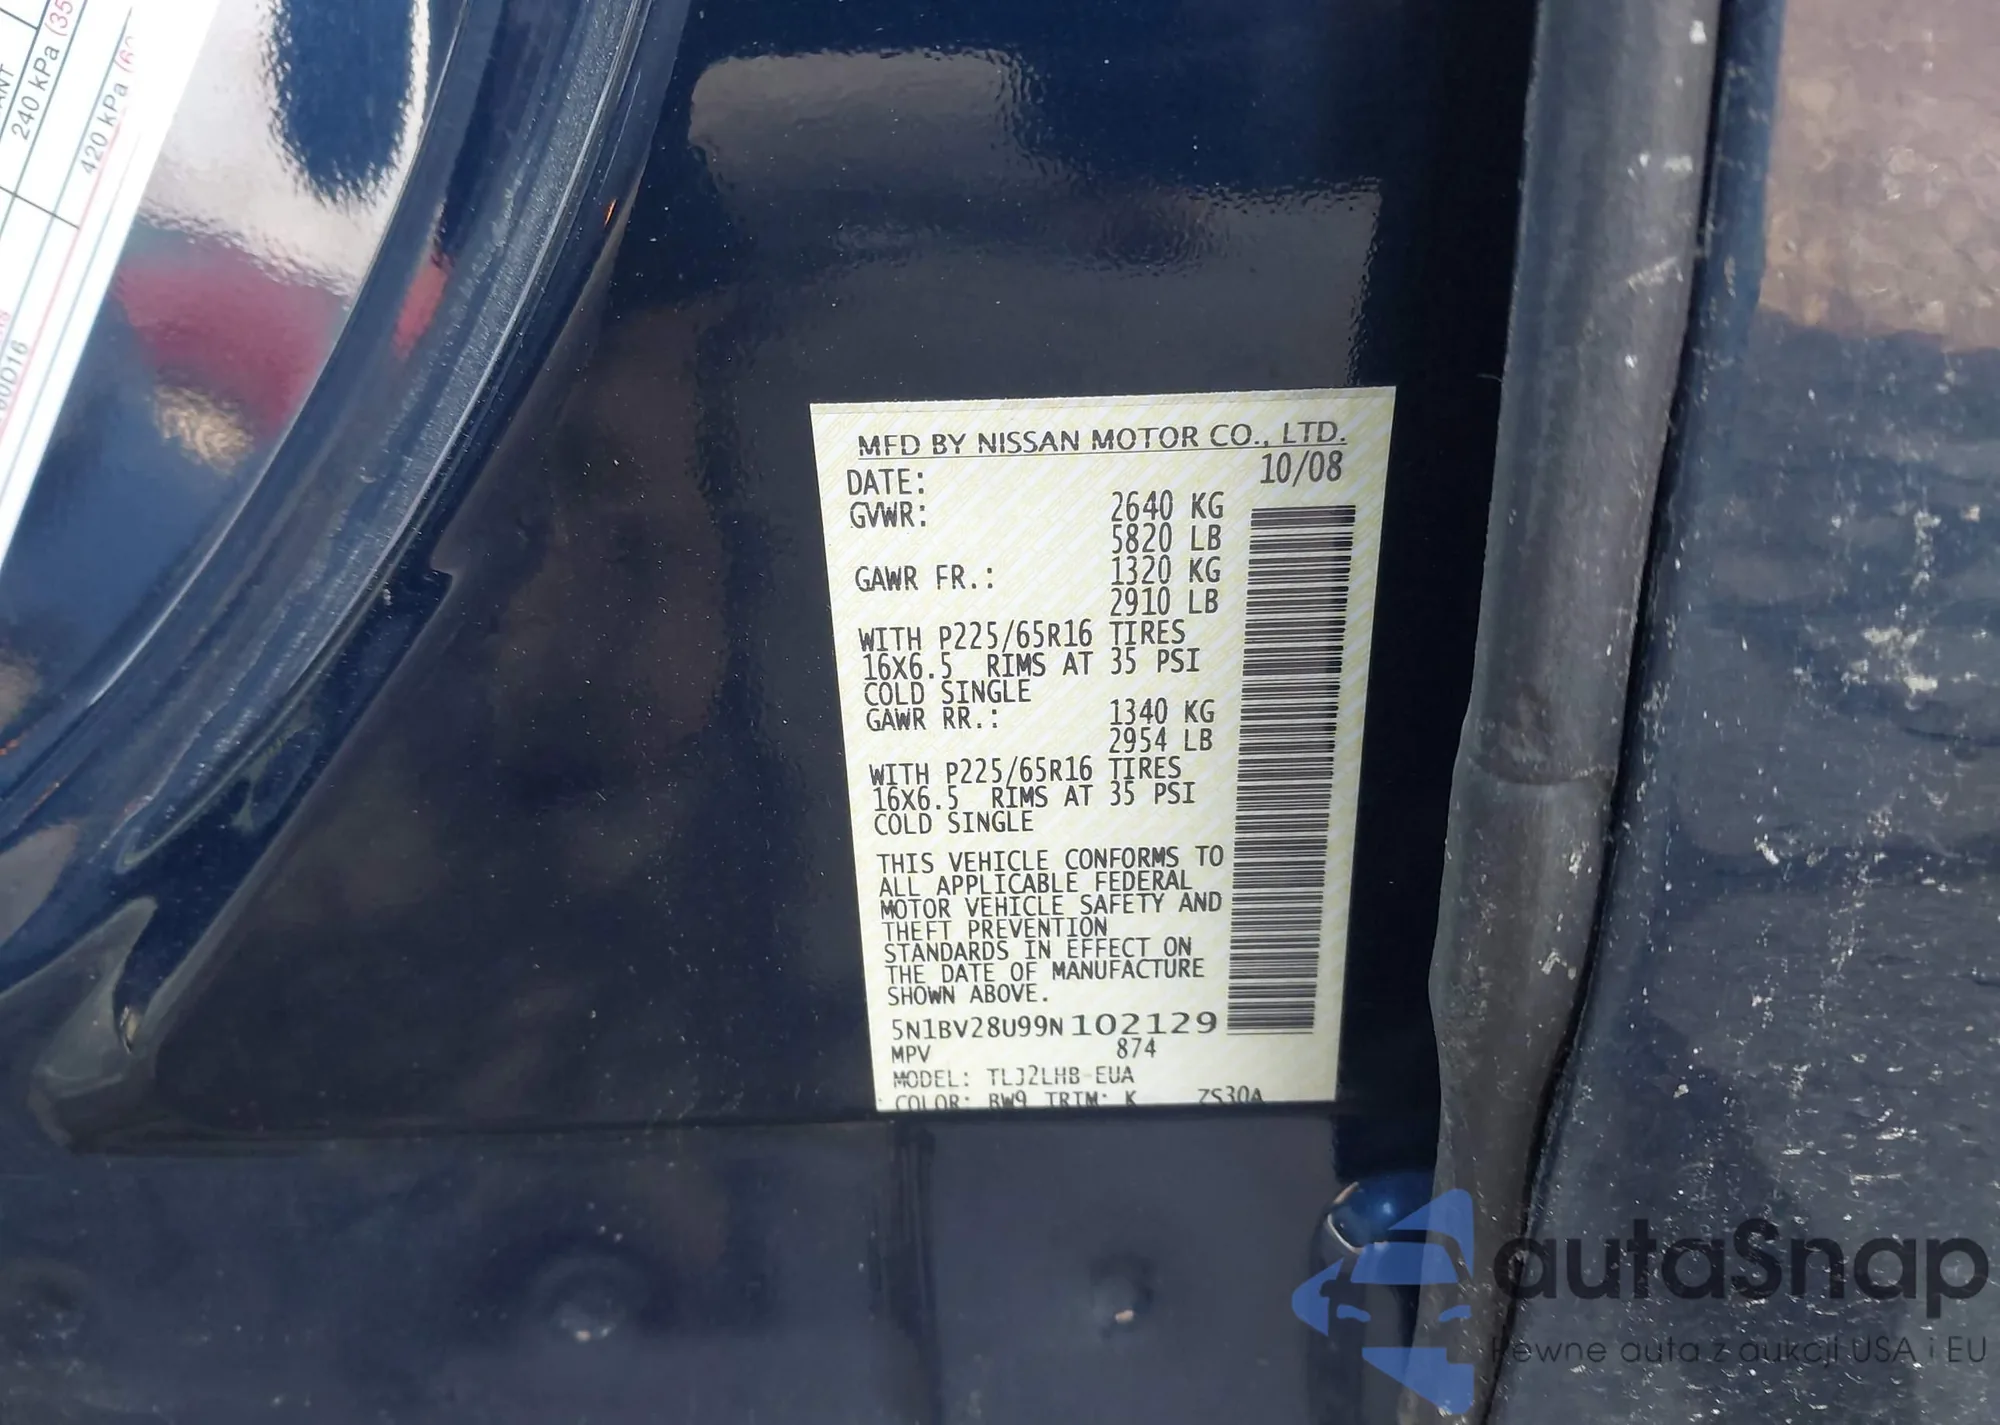 240 kPa (35
420 kPa (60
MFD BY NISSAN MOTOR CO., LTD.
DATE: 10/08
GVWR: 2640 KG
5820 LB
GAWR FR.: 1320 KG
2910 LB
WITH P225/65R16 TIRES
16X6.5 RIMS AT 35 PSI
COLD SINGLE
GAWR RR.: 1340 KG
2954 LB
WITH P225/65R16 TIRES
16X6.5 RIMS AT 35 PSI
COLD SINGLE
THIS VEHICLE CONFORMS TO
ALL APPLICABLE FEDERAL
MOTOR VEHICLE SAFETY AND
THEFT PREVENTION
STANDARDS IN EFFECT ON
THE DATE OF MANUFACTURE
SHOWN ABOVE.
5N1BV28U99N102129
MPV 874
MODEL: TLJ2LHB-EUA
COLOR: BW9 TRIM: K ZS30A
autaSnap
Pewne auta z aukcji USA i EU